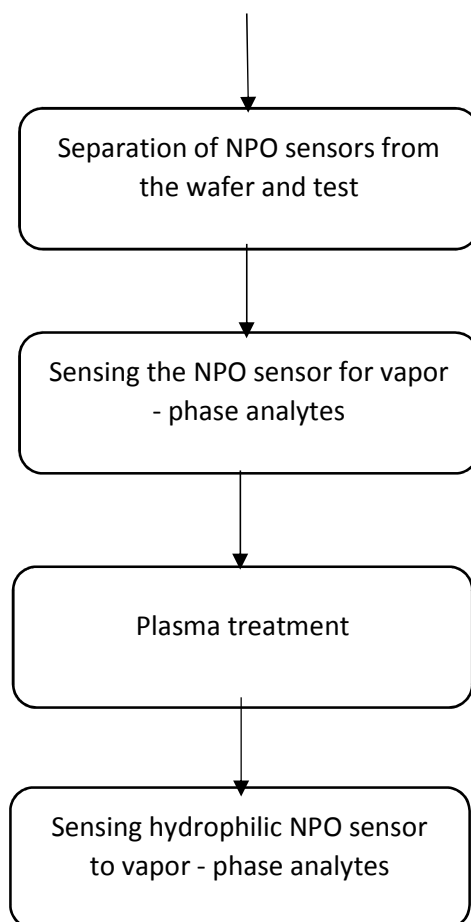 Separation of NPO sensors from
the wafer and test
Sensing the NPO sensor for vapor
- phase analytes
Plasma treatment
Sensing hydrophilic NPO sensor
to vapor - phase analytes